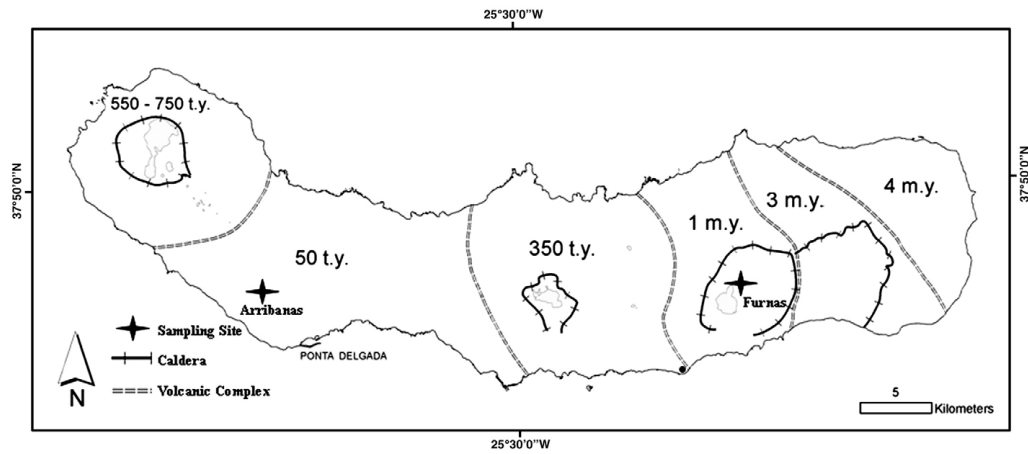 25°30'0"W
550 - 750 t.y.
37°50'0"N
37°50'0"N
4 m.y.
3 m.y.
1 m.y.
350 t.y.
50 t.y.
Arribanas
Furnas
Sampling Site
PONTA DELGADA
Caldera
Volcanic Complex
N
5
Kilometers
25°30'0"W